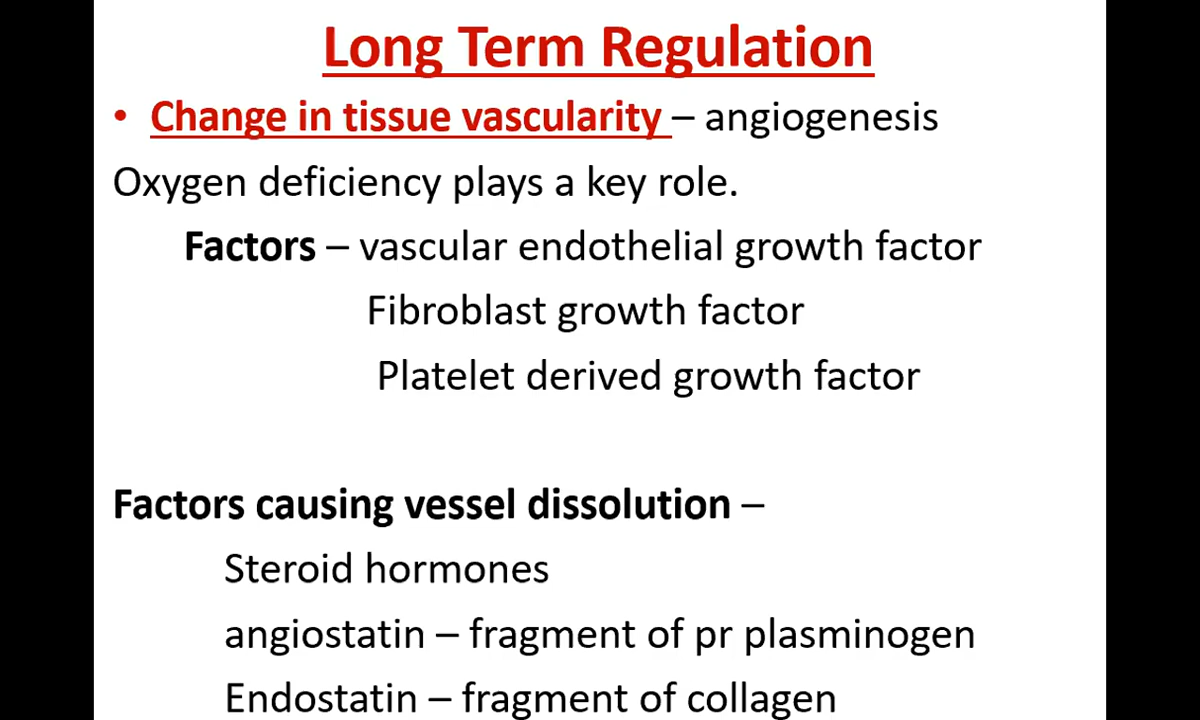 Long Term Regulation
• Change in tissue vascularity – angiogenesis
Oxygen deficiency plays a key role.
Factors – vascular endothelial growth factor
Fibroblast growth factor
Platelet derived growth factor
Factors causing vessel dissolution –
Steroid hormones
angiostatin – fragment of pr plasminogen
Endostatin – fragment of collagen